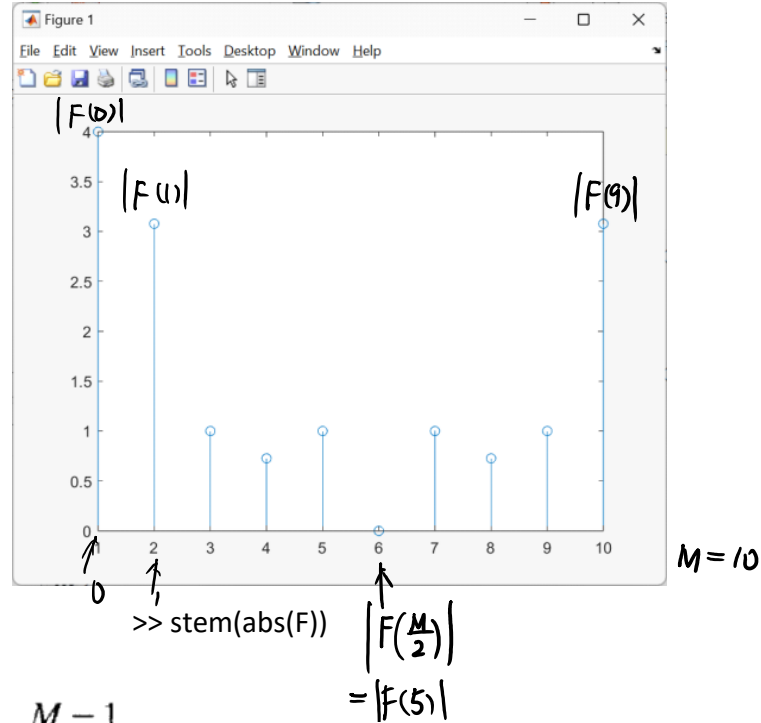 Figure 1
File Edit View Insert Tools Desktop Window Help
|F(0)|
|F(1)|
|F(9)|
4
3.5
3
2.5
2
1.5
1
0.5
0
1 2 3 4 5 6 7 8 9 10
M = 10
0 1
>> stem(abs(F))
|F(M/2)|
= |F(5)|
M − 1